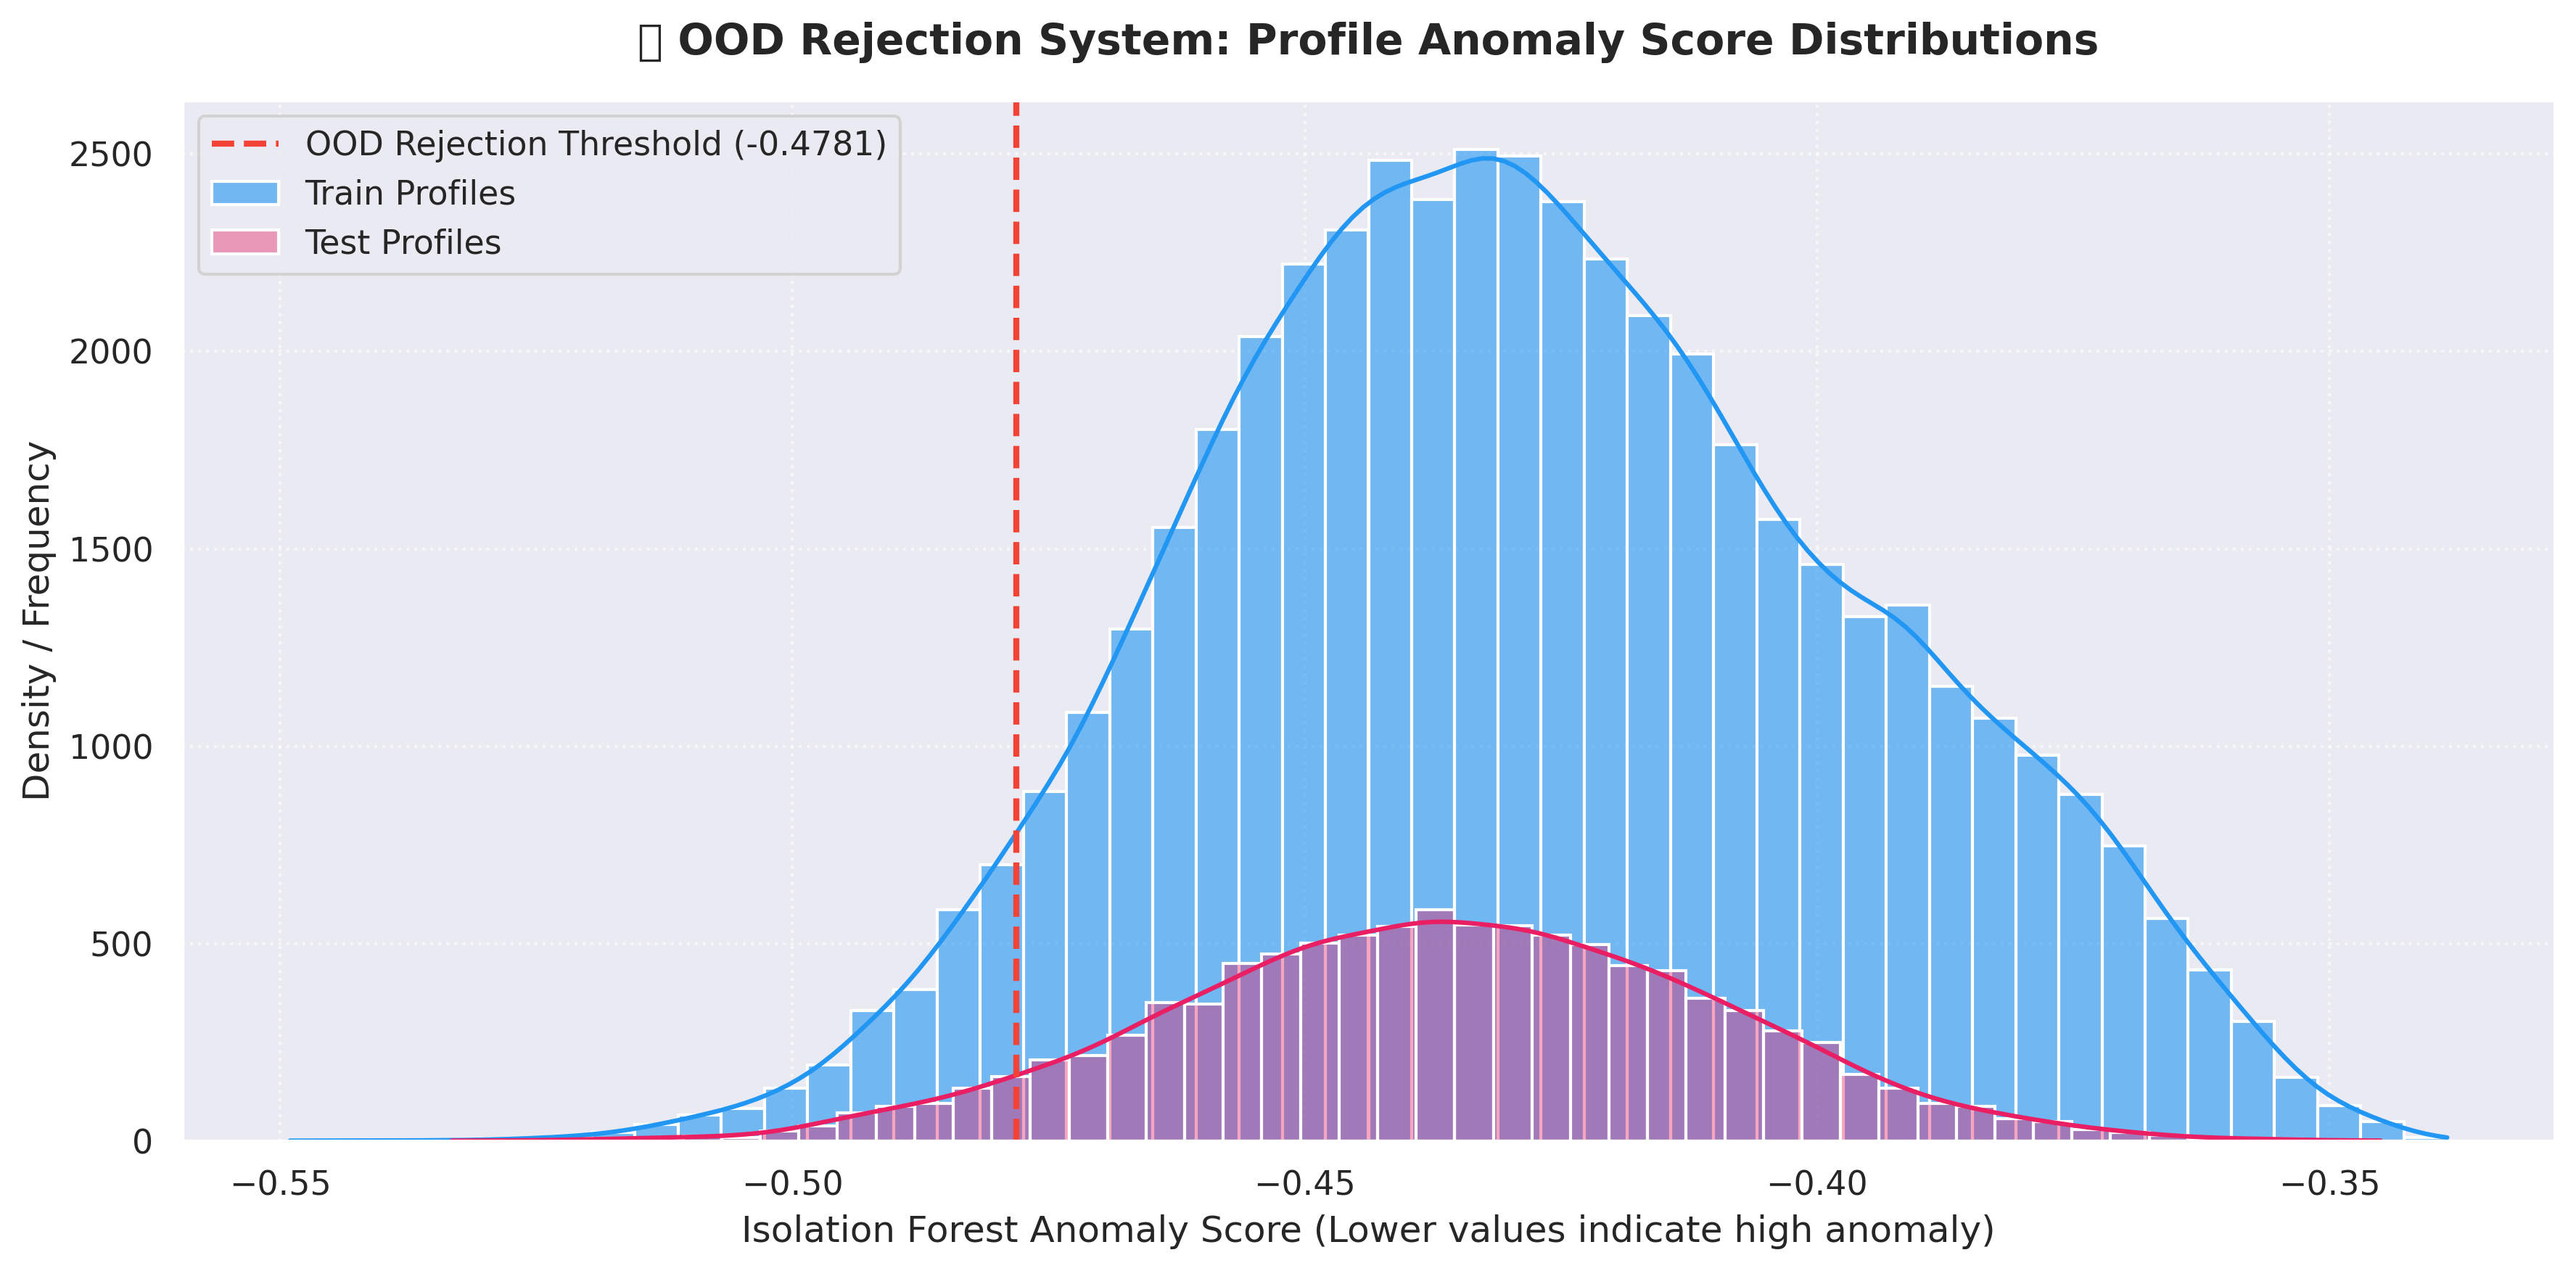 ▯ OOD Rejection System: Profile Anomaly Score Distributions
OOD Rejection Threshold (-0.4781)
Train Profiles
Test Profiles
Density / Frequency
2500
2000
1500
1000
500
0
−0.55 −0.50 −0.45 −0.40 −0.35
Isolation Forest Anomaly Score (Lower values indicate high anomaly)